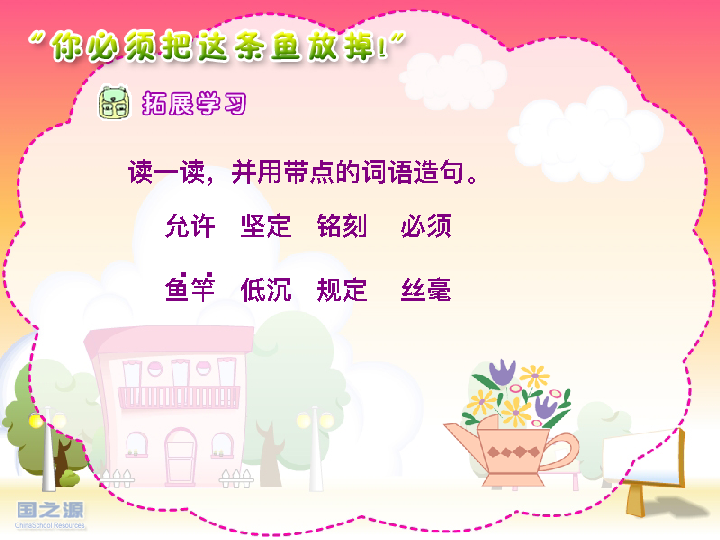 “你必须把这条鱼放掉！”
拓展学习
读一读，并用带点的词语造句。
允许 坚定 铭刻 必须
鱼竿 低沉 规定 丝毫
国之源
ChinaSchool Resources